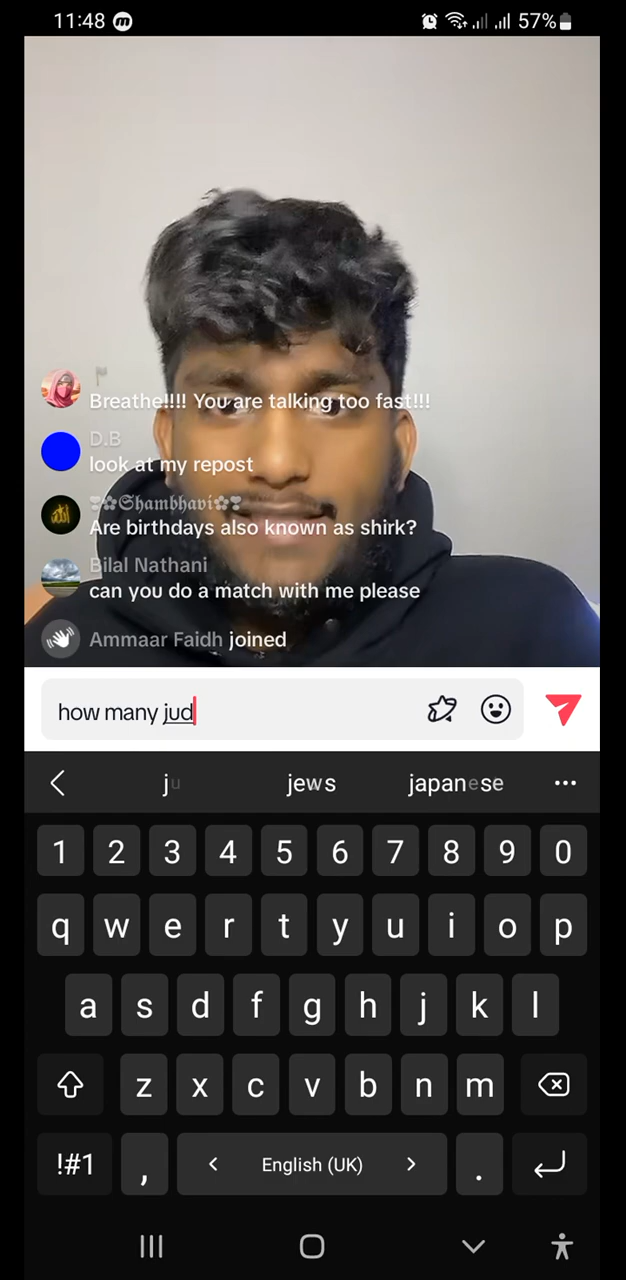 11:48
57%
Breathe!!!! You are talking too fast!!!
D.B
look at my repost
❣✿𝕾𝖍𝖆𝖒𝖇𝖍𝖆𝖛𝖎✿❣
Are birthdays also known as shirk?
Bilal Nathani
can you do a match with me please
Ammaar Faidh joined
how many jud
ju jews japanese
1 2 3 4 5 6 7 8 9 0
q w e r t y u i o p
a s d f g h j k l
z x c v b n m
!#1 , < English (UK) > .